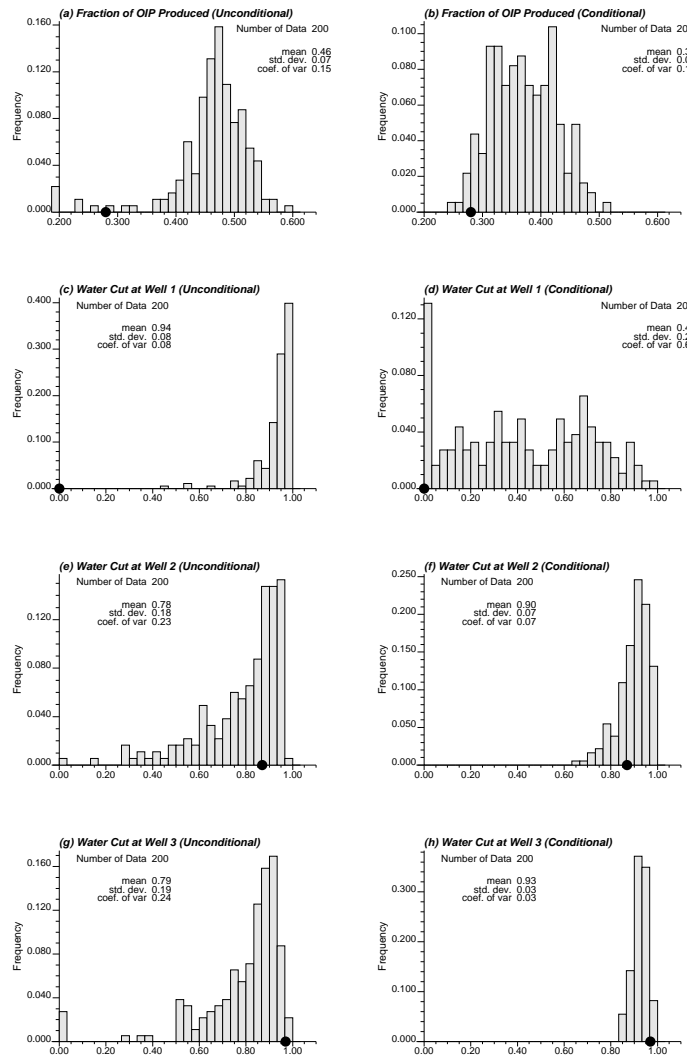 (a) Fraction of OIP Produced (Unconditional)
Number of Data 200
mean 0.46
std. dev. 0.07
coef. of var 0.15
Frequency
0.160
0.120
0.080
0.040
0.000
0.200 0.300 0.400 0.500 0.600
(b) Fraction of OIP Produced (Conditional)
Number of Data 20
mean 0.3
std. dev. 0.0
coef. of var 0.1
Frequency
0.100
0.080
0.060
0.040
0.020
0.000
0.200 0.300 0.400 0.500 0.600
(c) Water Cut at Well 1 (Unconditional)
Number of Data 200
mean 0.94
std. dev. 0.08
coef. of var 0.08
Frequency
0.400
0.300
0.200
0.100
0.000
0.00 0.20 0.40 0.60 0.80 1.00
(d) Water Cut at Well 1 (Conditional)
Number of Data 20
mean 0.4
std. dev. 0.2
coef. of var 0.6
Frequency
0.120
0.080
0.040
0.000
0.00 0.20 0.40 0.60 0.80 1.00
(e) Water Cut at Well 2 (Unconditional)
Number of Data 200
mean 0.78
std. dev. 0.18
coef. of var 0.23
Frequency
0.120
0.080
0.040
0.000
0.00 0.20 0.40 0.60 0.80 1.00
(f) Water Cut at Well 2 (Conditional)
Number of Data 200
mean 0.90
std. dev. 0.07
coef. of var 0.07
Frequency
0.250
0.200
0.150
0.100
0.050
0.000
0.00 0.20 0.40 0.60 0.80 1.00
(g) Water Cut at Well 3 (Unconditional)
Number of Data 200
mean 0.79
std. dev. 0.19
coef. of var 0.24
Frequency
0.160
0.120
0.080
0.040
0.000
0.00 0.20 0.40 0.60 0.80 1.00
(h) Water Cut at Well 3 (Conditional)
Number of Data 200
mean 0.93
std. dev. 0.03
coef. of var 0.03
Frequency
0.300
0.200
0.100
0.000
0.00 0.20 0.40 0.60 0.80 1.00